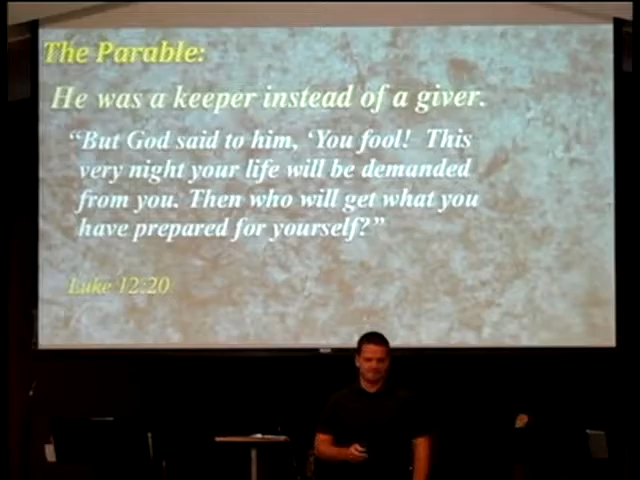 The Parable:
He was a keeper instead of a giver.
“But God said to him, ‘You fool!  This
very night your life will be demanded
from you. Then who will get what you
have prepared for yourself?”
Luke 12:20